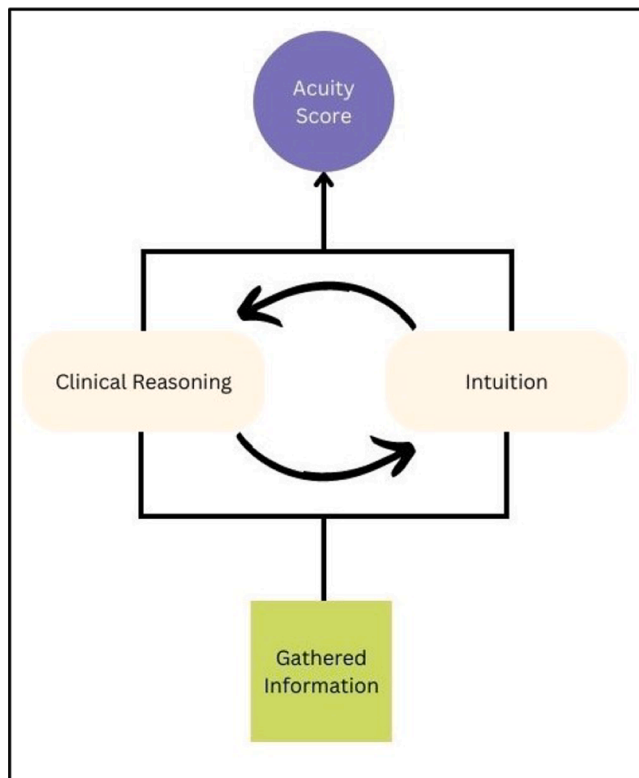 Acuity
Score
Clinical Reasoning
Intuition
Gathered
Information